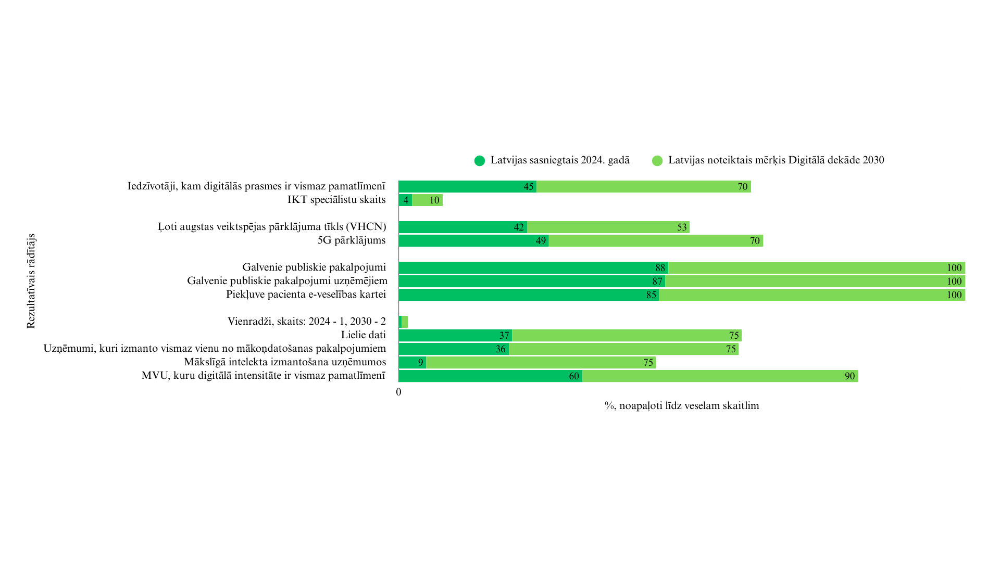 Latvijas sasniegtais 2024. gadā
Latvijas noteiktais mērķis Digitālā dekāde 2030
Rezultatīvais rādītājs
Iedzīvotāji, kam digitālās prasmes ir vismaz pamatlīmenī 45 70
IKT speciālistu skaits 4 10
Ļoti augstas veiktspējas pārklājuma tīkls (VHCN) 42 53
5G pārklājums 49 70
Galvenie publiskie pakalpojumi 88 100
Galvenie publiskie pakalpojumi uzņēmējiem 87 100
Piekļuve pacienta e-veselības kartei 85 100
Vienradži, skaits: 2024 - 1, 2030 - 2
Lielie dati 37 75
Uzņēmumi, kuri izmanto vismaz vienu no mākoņdatošanas pakalpojumiem 36 75
Mākslīgā intelekta izmantošana uzņēmumos 9 75
MVU, kuru digitālā intensitāte ir vismaz pamatlīmenī 60 90
0
%, noapaļoti līdz veselam skaitlim